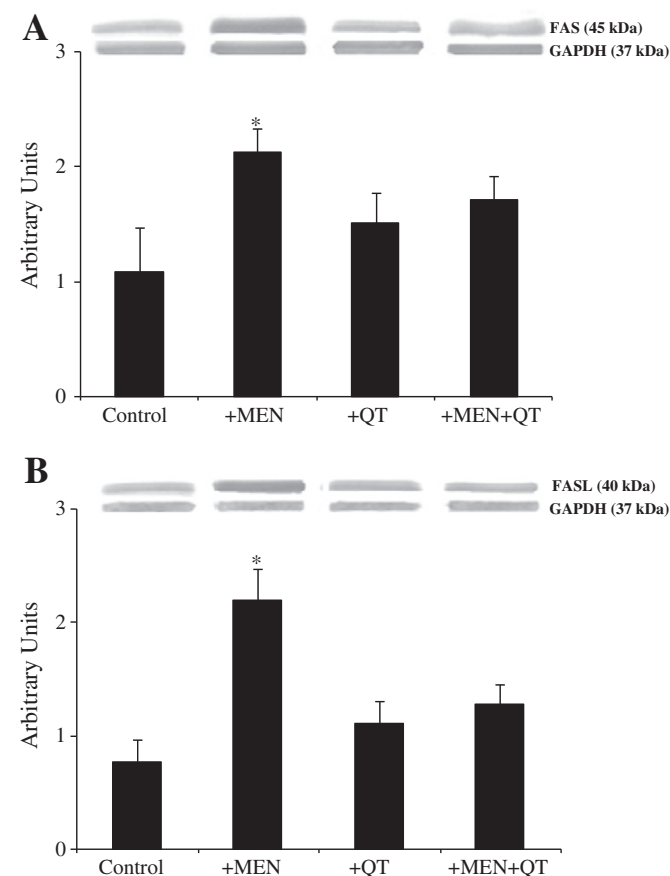 A
FAS (45 kDa)
GAPDH (37 kDa)
3
2
1
0
Arbitrary Units
*
Control +MEN +QT +MEN+QT
B
FASL (40 kDa)
GAPDH (37 kDa)
3
2
1
0
Arbitrary Units
*
Control +MEN +QT +MEN+QT